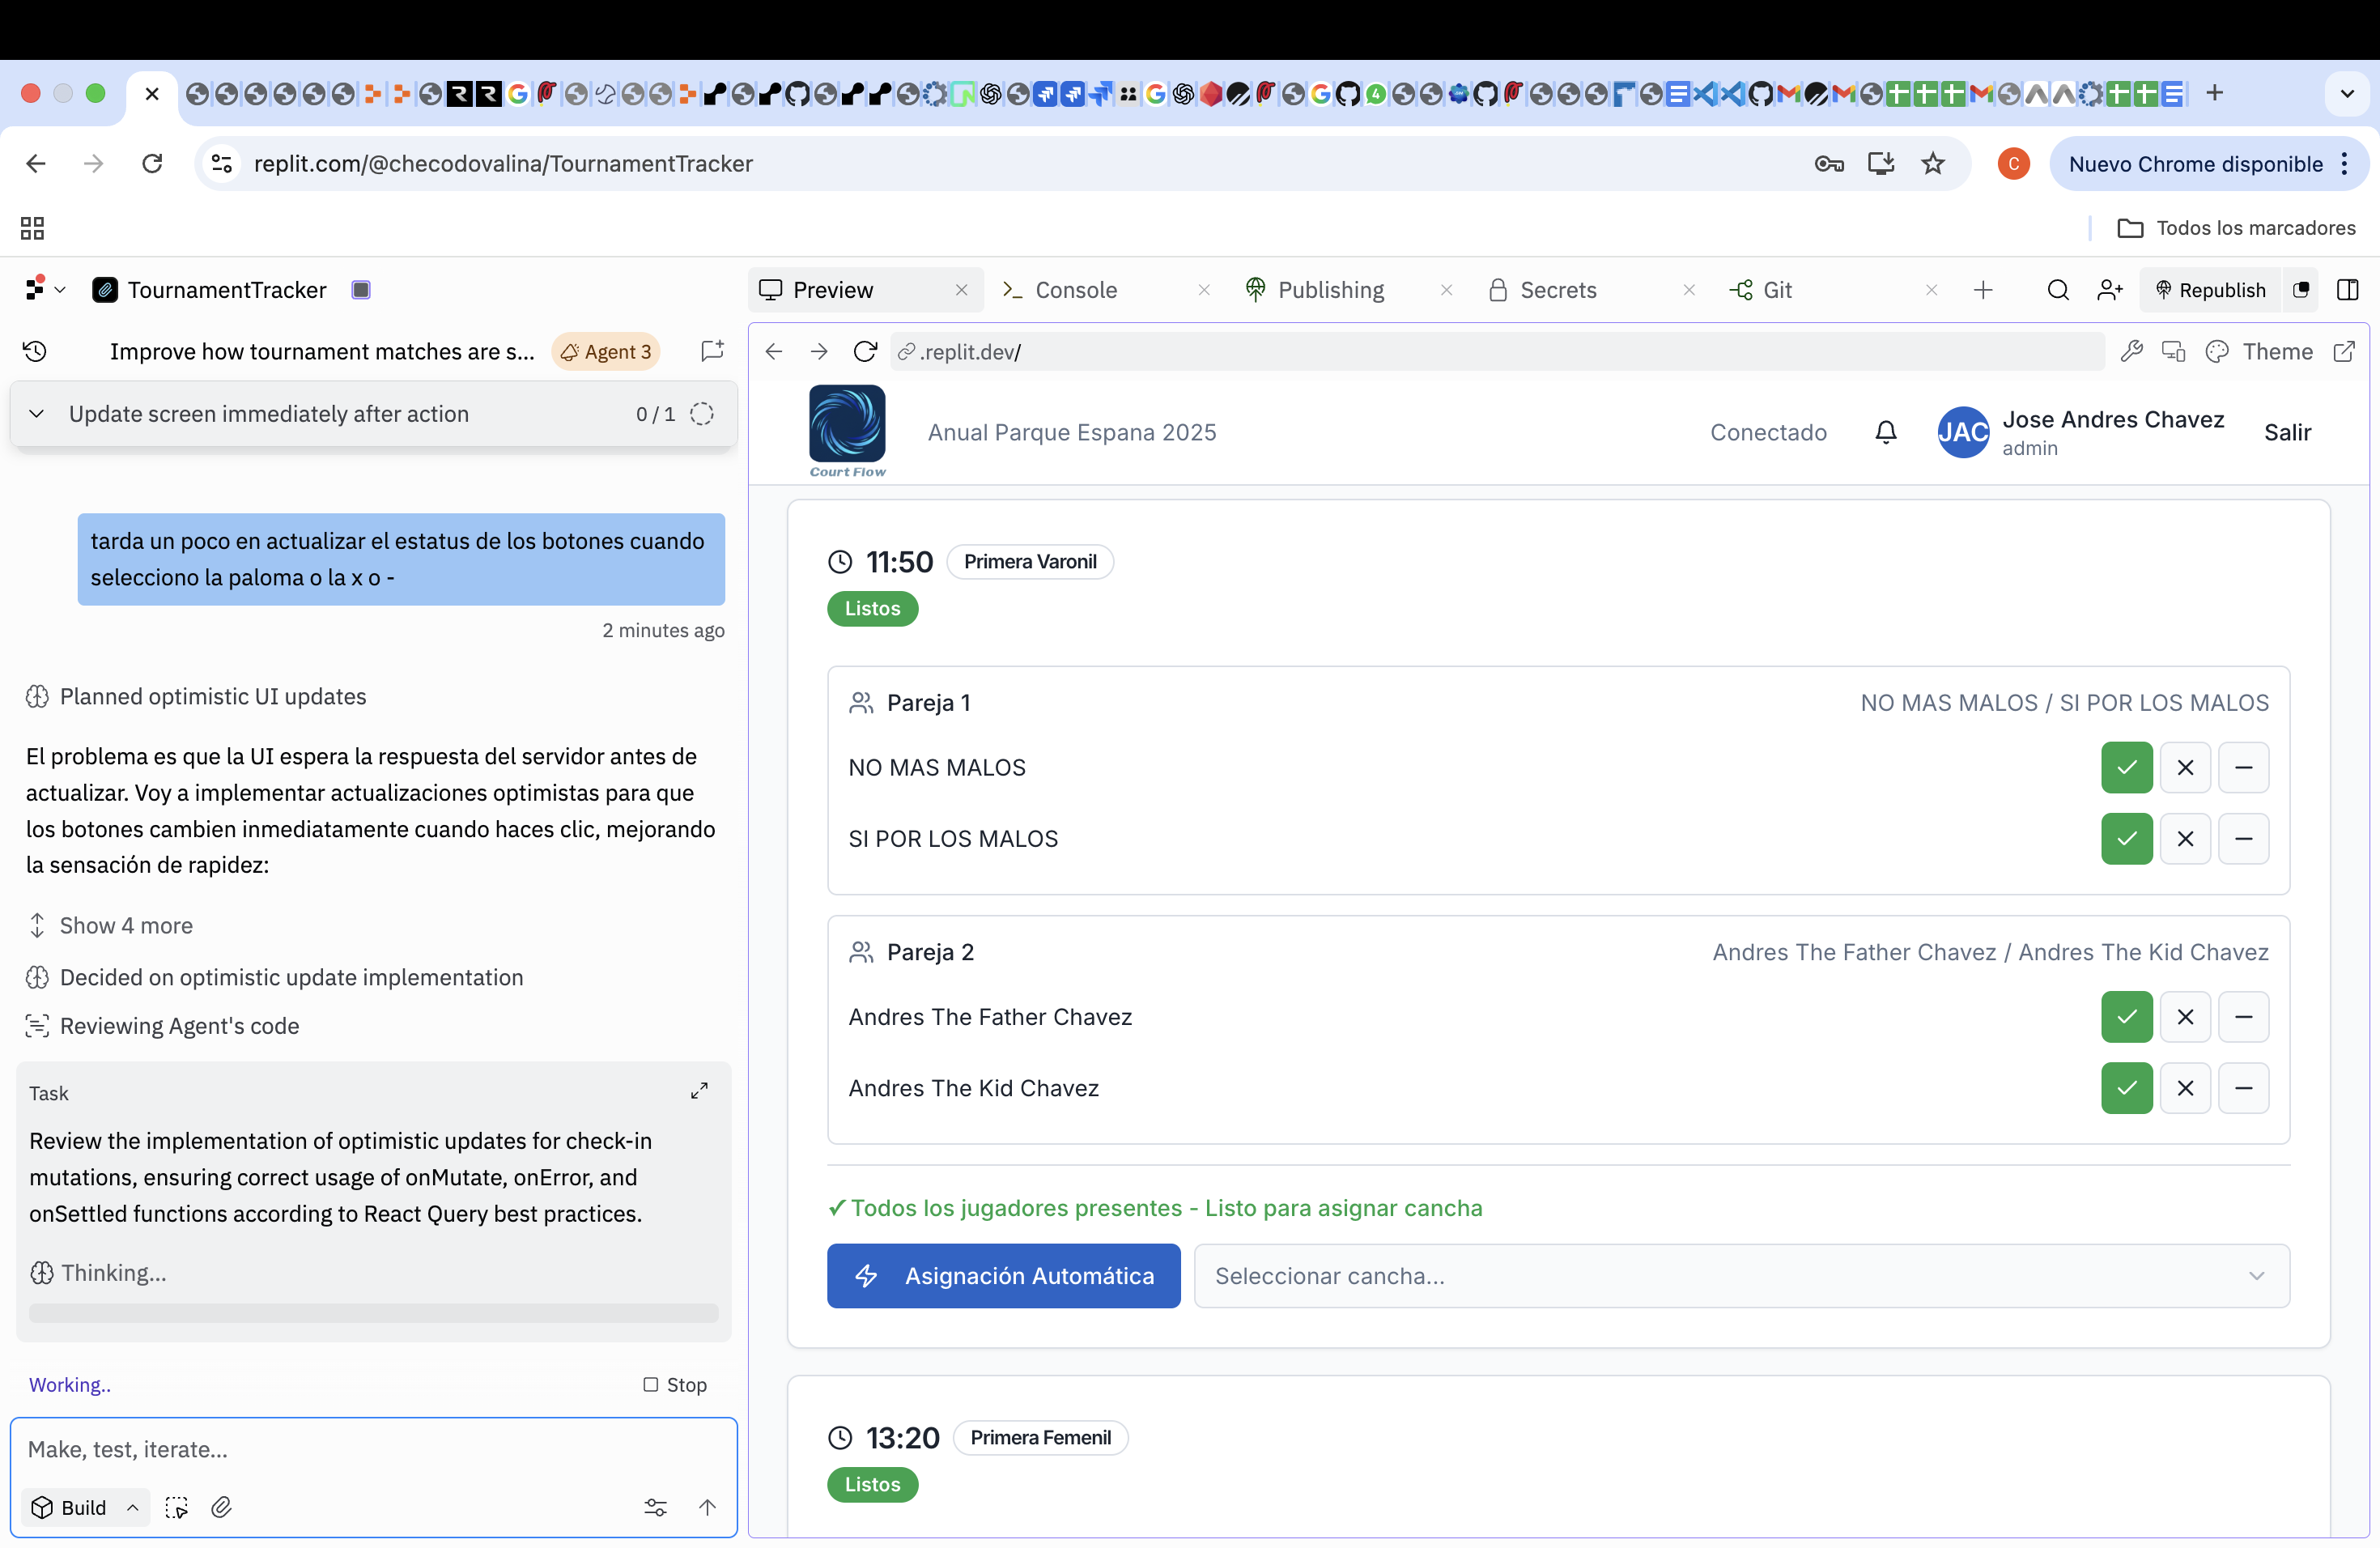 replit.com/@checodovalina/TournamentTracker
C
Nuevo Chrome disponible
Todos los marcadores
TournamentTracker
Preview
Console
Publishing
Secrets
Git
Republish
Improve how tournament matches are s...
Agent 3
.replit.dev/
Theme
Update screen immediately after action
0 / 1
tarda un poco en actualizar el estatus de los botones cuando
selecciono la paloma o la x o -
2 minutes ago
Planned optimistic UI updates
El problema es que la UI espera la respuesta del servidor antes de
actualizar. Voy a implementar actualizaciones optimistas para que
los botones cambien inmediatamente cuando haces clic, mejorando
la sensación de rapidez:
Show 4 more
Decided on optimistic update implementation
Reviewing Agent's code
Task
Review the implementation of optimistic updates for check-in
mutations, ensuring correct usage of onMutate, onError, and
onSettled functions according to React Query best practices.
Thinking...
Working..
Stop
Make, test, iterate...
Build
Court Flow
Anual Parque Espana 2025
Conectado
JAC
Jose Andres Chavez
admin
Salir
11:50
Primera Varonil
Listos
Pareja 1
NO MAS MALOS / SI POR LOS MALOS
NO MAS MALOS
SI POR LOS MALOS
Pareja 2
Andres The Father Chavez / Andres The Kid Chavez
Andres The Father Chavez
Andres The Kid Chavez
✓ Todos los jugadores presentes - Listo para asignar cancha
Asignación Automática
Seleccionar cancha...
13:20
Primera Femenil
Listos